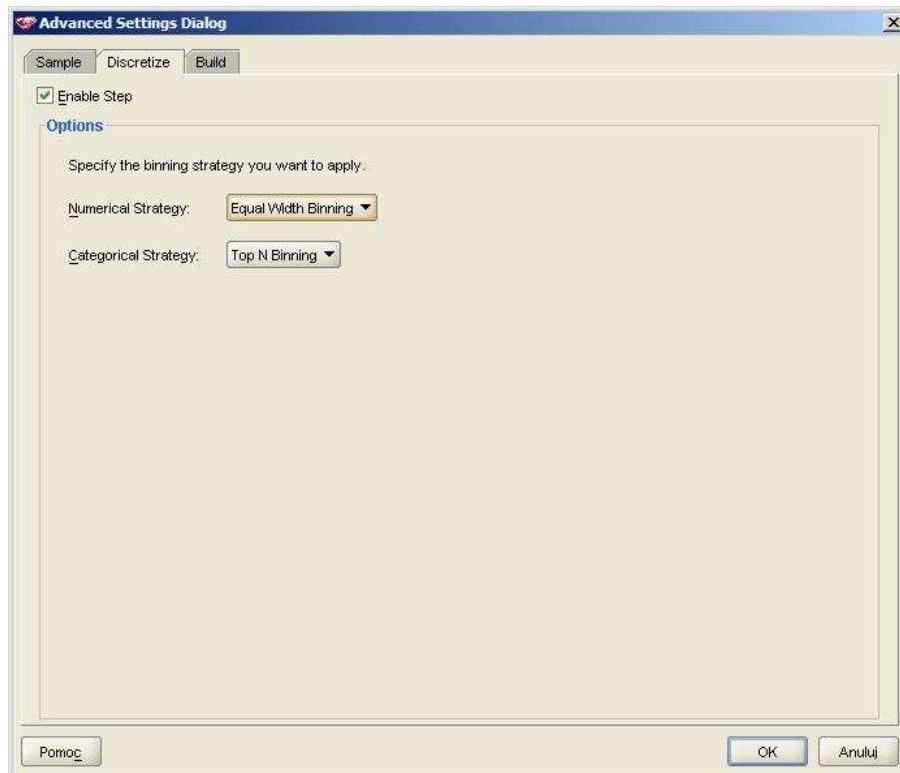 Advanced Settings Dialog
Sample Discretize Build
Enable Step
Options
Specify the binning strategy you want to apply.
Numerical Strategy: Equal Width Binning
Categorical Strategy: Top N Binning
Pomoc OK Anuluj